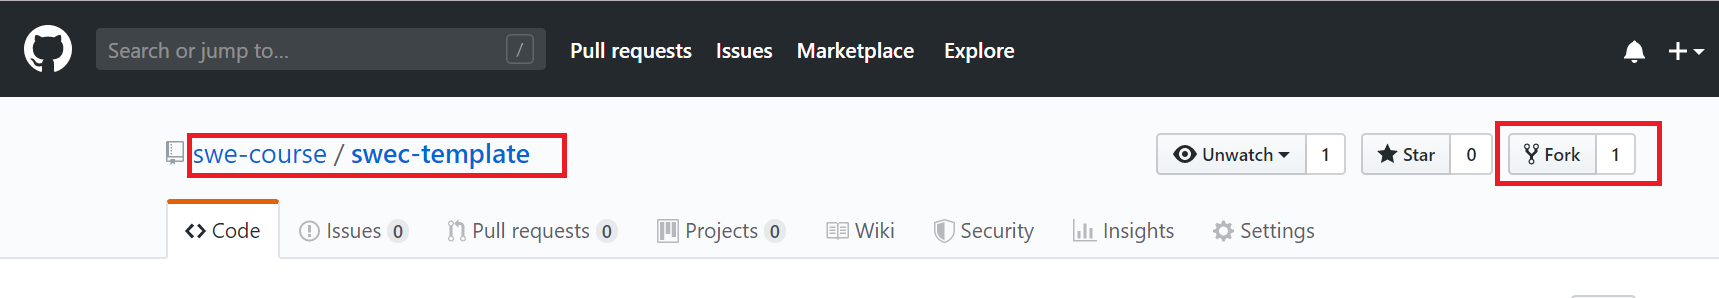 Search or jump to... / Pull requests Issues Marketplace Explore
swe-course / swec-template Unwatch 1 Star 0 Fork 1
Code Issues 0 Pull requests 0 Projects 0 Wiki Security Insights Settings